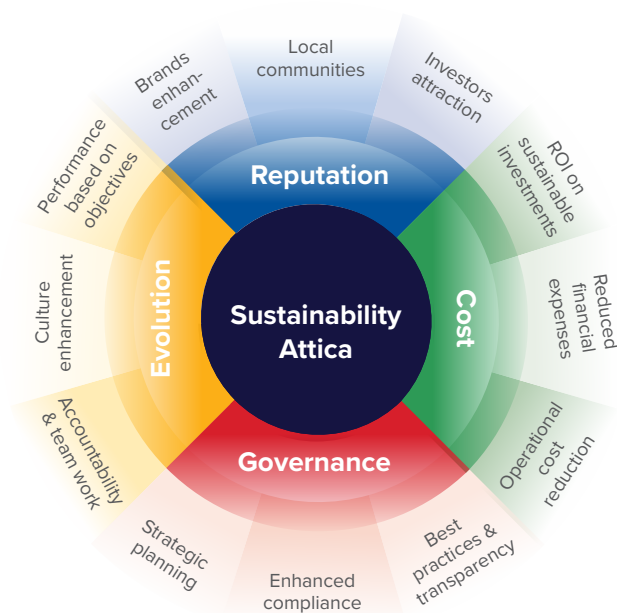 Local
communities
Investors
attraction
ROI on
sustainable
investments
Reduced
financial
expenses
Operational
cost
reduction
Best
practices &
transparency
Enhanced
compliance
Strategic
planning
Accountability
& team work
Culture
enhancement
Performance
based on
objectives
Brands
enhan-
cement
Reputation
Cost
Governance
Evolution
Sustainability
Attica